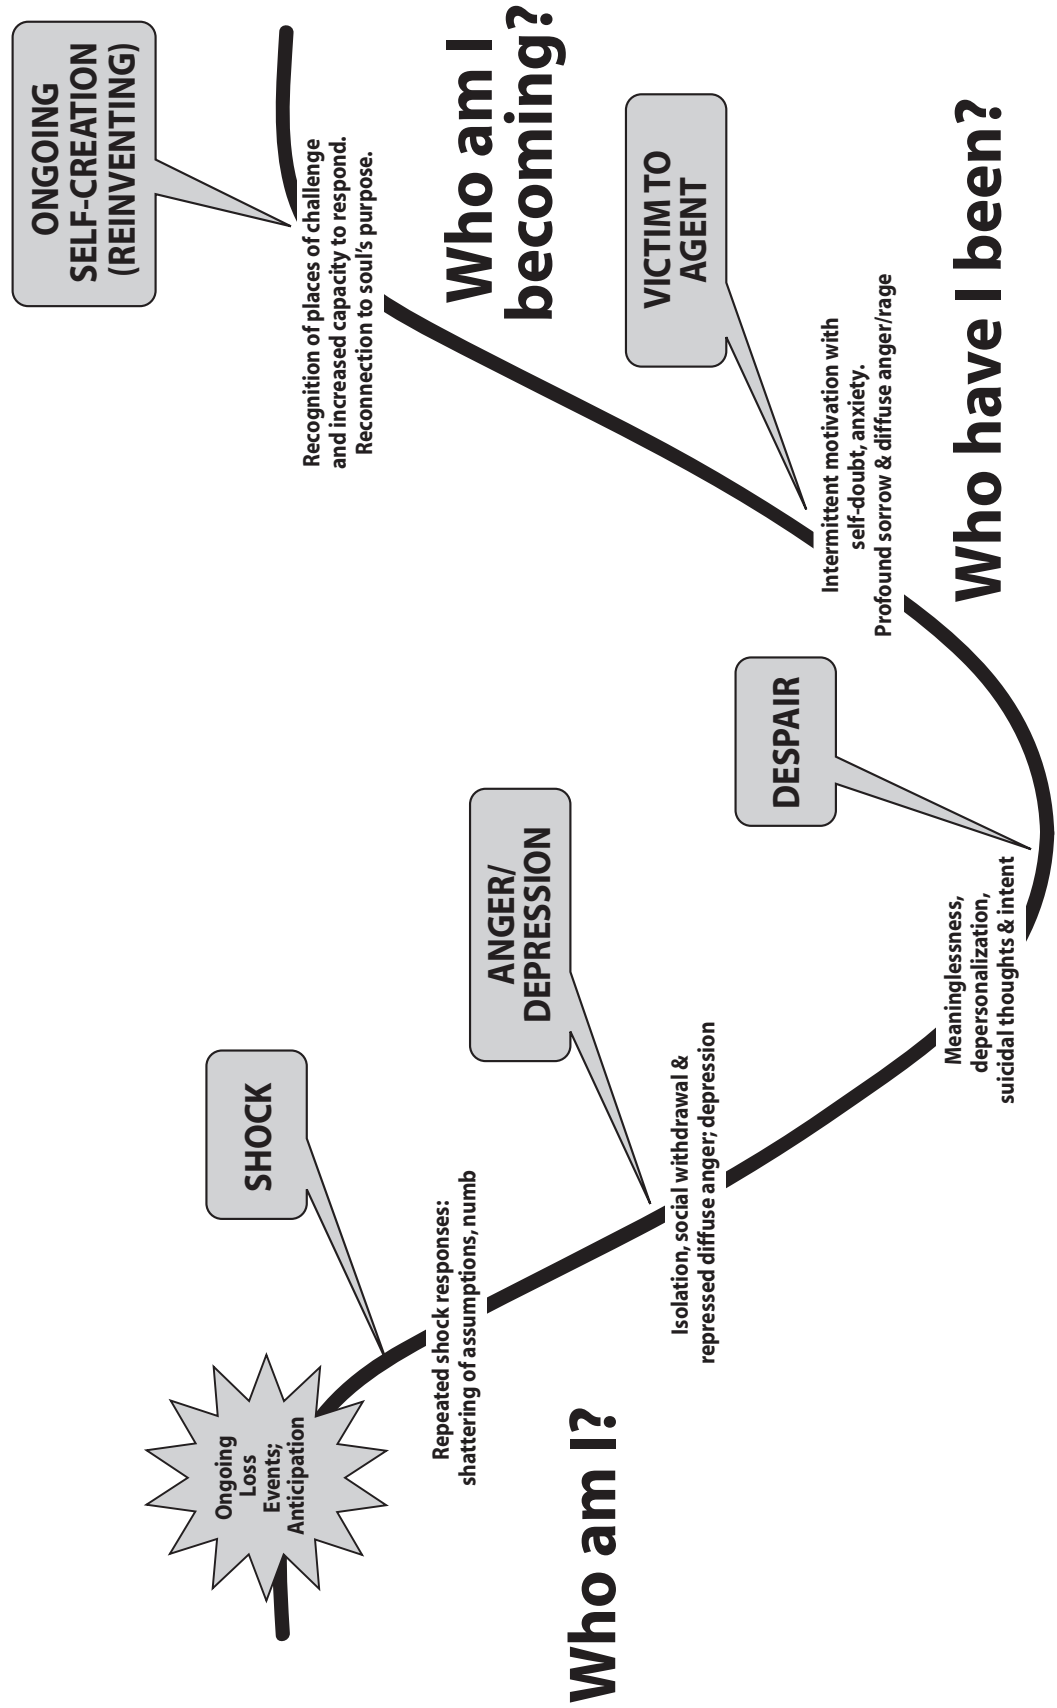 Ongoing
Loss
Events;
Anticipation
SHOCK
Repeated shock responses:
shattering of assumptions, numb
Who am I?
ANGER/
DEPRESSION
Isolation, social withdrawal &
repressed diffuse anger; depression
DESPAIR
Meaninglessness,
depersonalization,
suicidal thoughts & intent
VICTIM TO
AGENT
Intermittent motivation with
self-doubt, anxiety.
Profound sorrow & diffuse anger/rage
Who have I been?
ONGOING
SELF-CREATION
(REINVENTING)
Recognition of places of challenge
and increased capacity to respond.
Reconnection to soul's purpose.
Who am I
becoming?